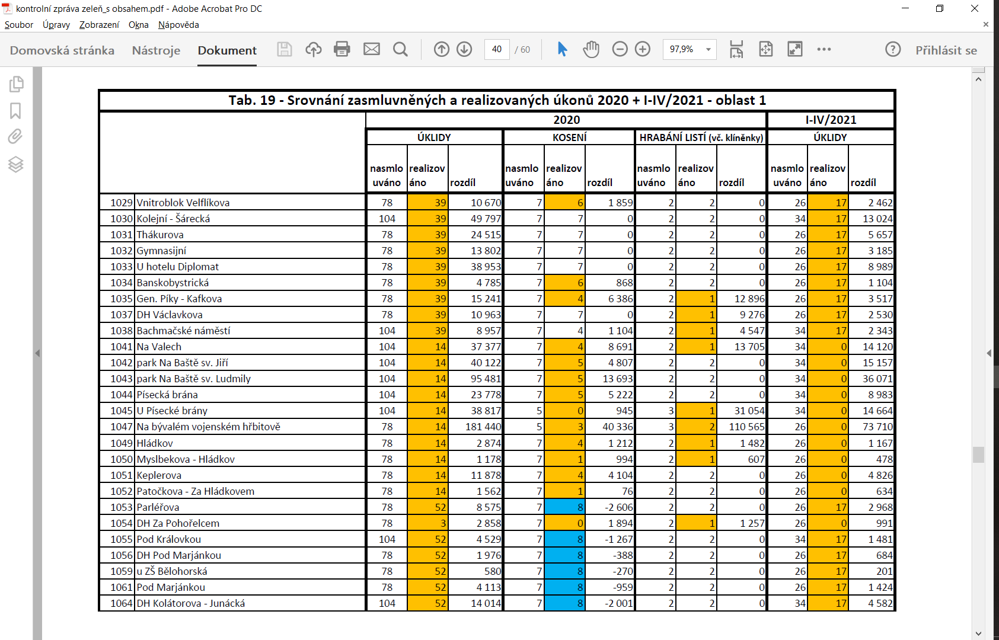 kontrolní zpráva zeleň_s obsahem.pdf - Adobe Acrobat Pro DC
Soubor Úpravy Zobrazení Okna Nápověda
Domovská stránka Nástroje Dokument 40 / 60 97,9% Přihlásit se
Tab. 19 - Srovnání zasmluvněných a realizovaných úkonů 2020 + I-IV/2021 - oblast 1
2020 I-IV/2021
ÚKLIDY KOSENÍ HRABÁNÍ LISTÍ (vč. klíněnky) ÚKLIDY
nasmlo realizov nasmlo realizov nasmlo realizov nasmlo realizov
uváno áno rozdíl uváno áno rozdíl uváno áno rozdíl uváno áno rozdíl
1029 Vnitroblok Velflíkova 78 39 10 670 7 6 1 859 2 2 0 26 17 2 462
1030 Kolejní - Šárecká 104 39 49 797 7 7 0 2 2 0 34 17 13 024
1031 Thákurova 78 39 24 515 7 7 0 2 2 0 26 17 5 657
1032 Gymnasijní 78 39 13 802 7 7 0 2 2 0 26 17 3 185
1033 U hotelu Diplomat 78 39 38 953 7 7 0 2 2 0 26 17 8 989
1034 Banskobystrická 78 39 4 785 7 6 868 2 2 0 26 17 1 104
1035 Gen. Píky - Kafkova 78 39 15 241 7 4 6 386 2 1 12 896 26 17 3 517
1037 DH Václavkova 78 39 10 963 7 7 0 2 1 9 276 26 17 2 530
1038 Bachmačské náměstí 104 39 8 957 7 4 1 104 2 1 4 547 34 17 2 343
1041 Na Valech 104 14 37 377 7 4 8 691 2 1 13 705 34 0 14 120
1042 park Na Baště sv. Jiří 104 14 40 122 7 5 4 807 2 2 0 34 0 15 157
1043 park Na Baště sv. Ludmily 104 14 95 481 7 5 13 693 2 2 0 34 0 36 071
1044 Písecká brána 104 14 23 778 7 5 5 222 2 2 0 34 0 8 983
1045 U Písecké brány 104 14 38 817 5 0 945 3 1 31 054 34 0 14 664
1047 Na bývalém vojenském hřbitově 78 14 181 440 5 3 40 336 3 2 110 565 26 0 73 710
1049 Hládkov 78 14 2 874 7 4 1 212 2 1 1 482 26 0 1 167
1050 Myslbekova - Hládkov 78 14 1 178 7 1 994 2 1 607 26 0 478
1051 Keplerova 78 14 11 878 7 4 4 104 2 2 0 26 0 4 826
1052 Patočkova - Za Hládkovem 78 14 1 562 7 1 76 2 2 0 26 0 634
1053 Parléřova 78 52 8 575 7 8 -2 606 2 2 0 26 17 2 968
1054 DH Za Pohořelcem 78 3 2 858 7 0 1 894 2 1 1 257 26 0 991
1055 Pod Královkou 104 52 4 529 7 8 -1 267 2 2 0 34 17 1 481
1056 DH Pod Marjánkou 78 52 1 976 7 8 -388 2 2 0 26 17 684
1059 u ZŠ Bělohorská 78 52 580 7 8 -270 2 2 0 26 17 201
1061 Pod Marjánkou 78 52 4 113 7 8 -959 2 2 0 26 17 1 424
1064 DH Kolátorova - Junácká 104 52 14 014 7 8 -2 001 2 2 0 34 17 4 582